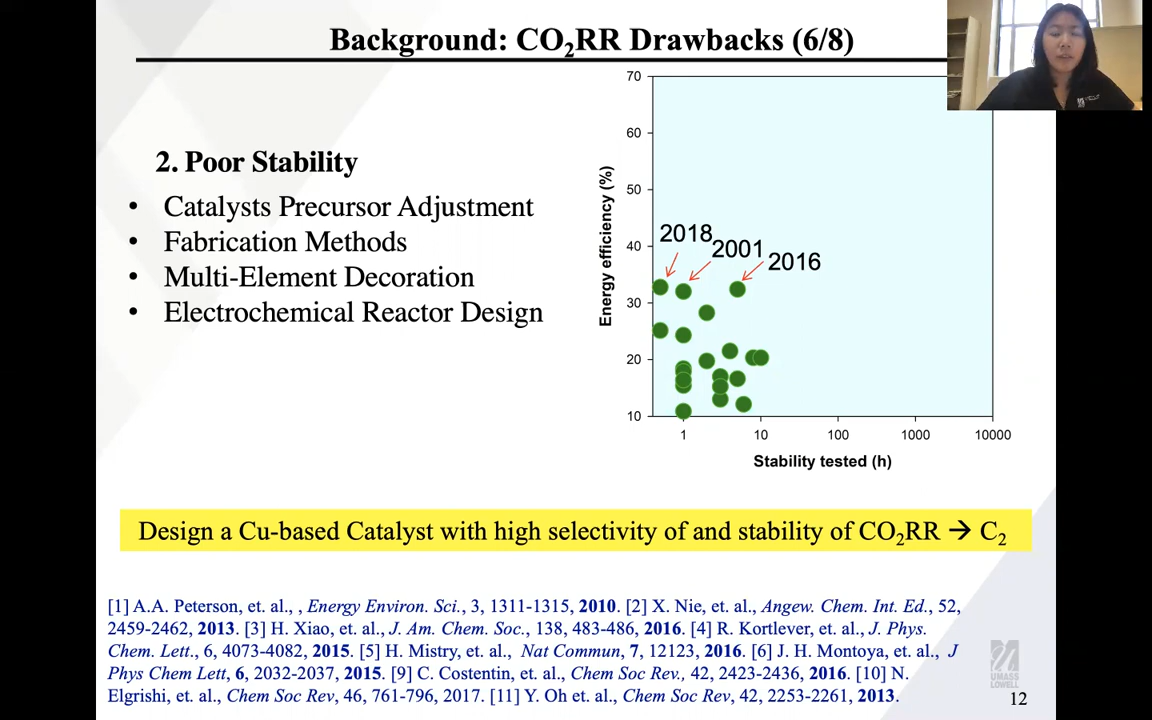 Background: CO₂RR Drawbacks (6/8)
2. Poor Stability
• Catalysts Precursor Adjustment
• Fabrication Methods
• Multi-Element Decoration
• Electrochemical Reactor Design
70
60
50
40
30
20
10
Energy efficiency (%)
2018
2001
2016
1 10 100 1000 10000
Stability tested (h)
Design a Cu-based Catalyst with high selectivity of and stability of CO₂RR → C₂
[1] A.A. Peterson, et. al., , Energy Environ. Sci., 3, 1311-1315, 2010. [2] X. Nie, et. al., Angew. Chem. Int. Ed., 52,
2459-2462, 2013. [3] H. Xiao, et. al., J. Am. Chem. Soc., 138, 483-486, 2016. [4] R. Kortlever, et. al., J. Phys.
Chem. Lett., 6, 4073-4082, 2015. [5] H. Mistry, et. al., Nat Commun, 7, 12123, 2016. [6] J. H. Montoya, et. al., J
Phys Chem Lett, 6, 2032-2037, 2015. [9] C. Costentin, et. al., Chem Soc Rev., 42, 2423-2436, 2016. [10] N.
Elgrishi, et. al., Chem Soc Rev, 46, 761-796, 2017. [11] Y. Oh et. al., Chem Soc Rev, 42, 2253-2261, 2013.
UMASS
LOWELL
12